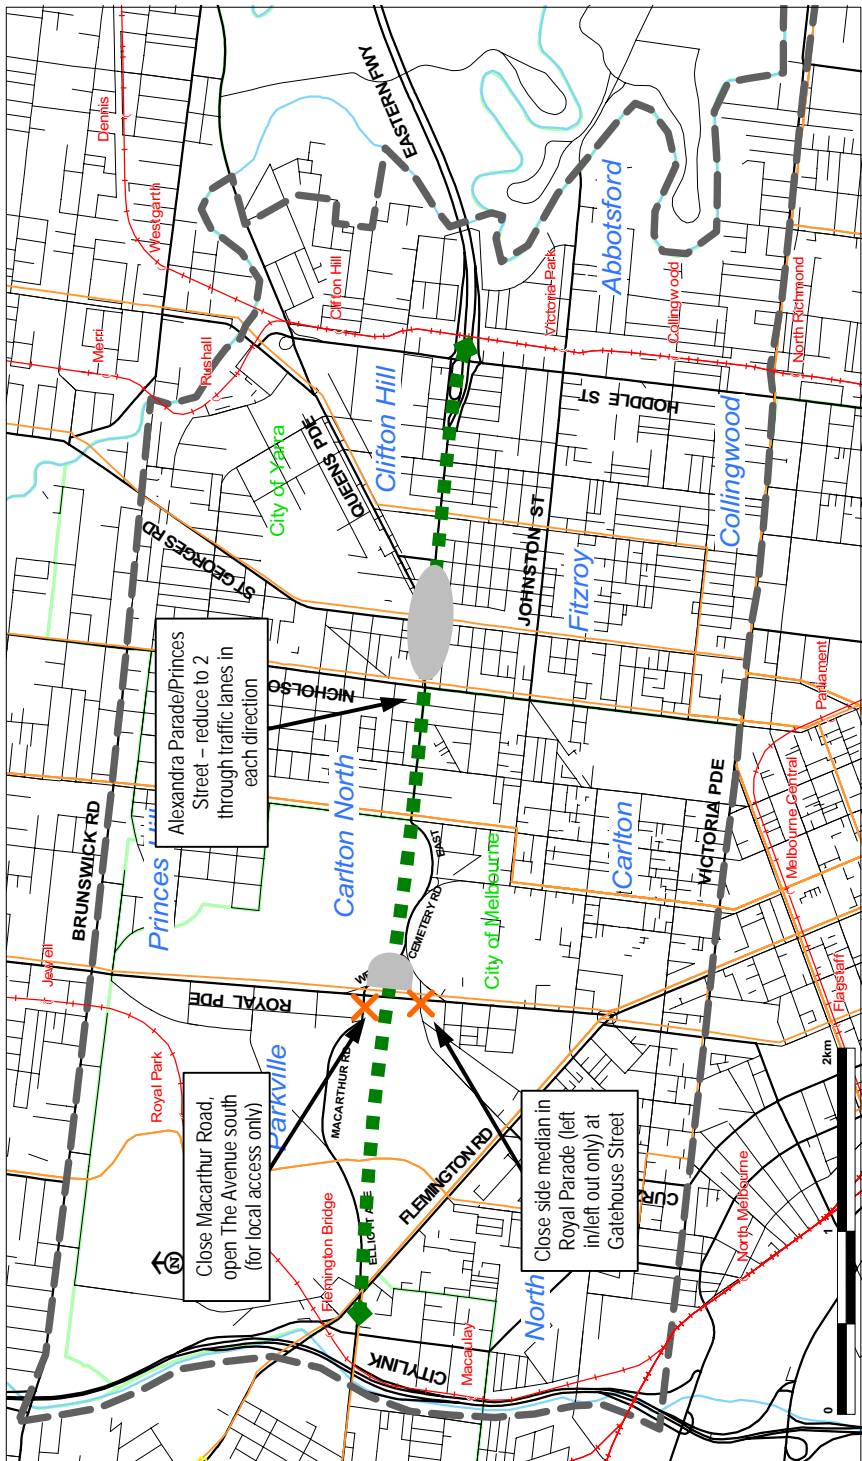 Jewell
BRUNSWICK RD
Merri
Dennis
Westgarth
Rushall
ST GEORGES RD
Royal Park
Princes
Parkville
ROYAL PDE
Alexandra Parade/Princes
Street – reduce to 2
through traffic lanes in
each direction
City of Yarra
QUEENS PDE
NICHOLSO
Clifton Hill
Clifton Hill
Carlton North
EASTERN FWY
N
Close Macarthur Road,
open The Avenue south
(for local access only)
Flemington Bridge
MACARTHUR RD
CEMETERY RD
EAST
CITYLINK
Macaulay
FLEMINGTON RD
City of Melbourne
JOHNSTON ST
Victoria Park
Fitzroy
Abbotsford
HODDLE ST
Close side median in
Royal Parade (left
in/left out only) at
Gatehouse Street
North
Carlton
Collingwood
Collingwood
CUR
VICTORIA PDE
North Melbourne
Melbourne Central
Parliament
North Richmond
Flagstaff
0
1
2km